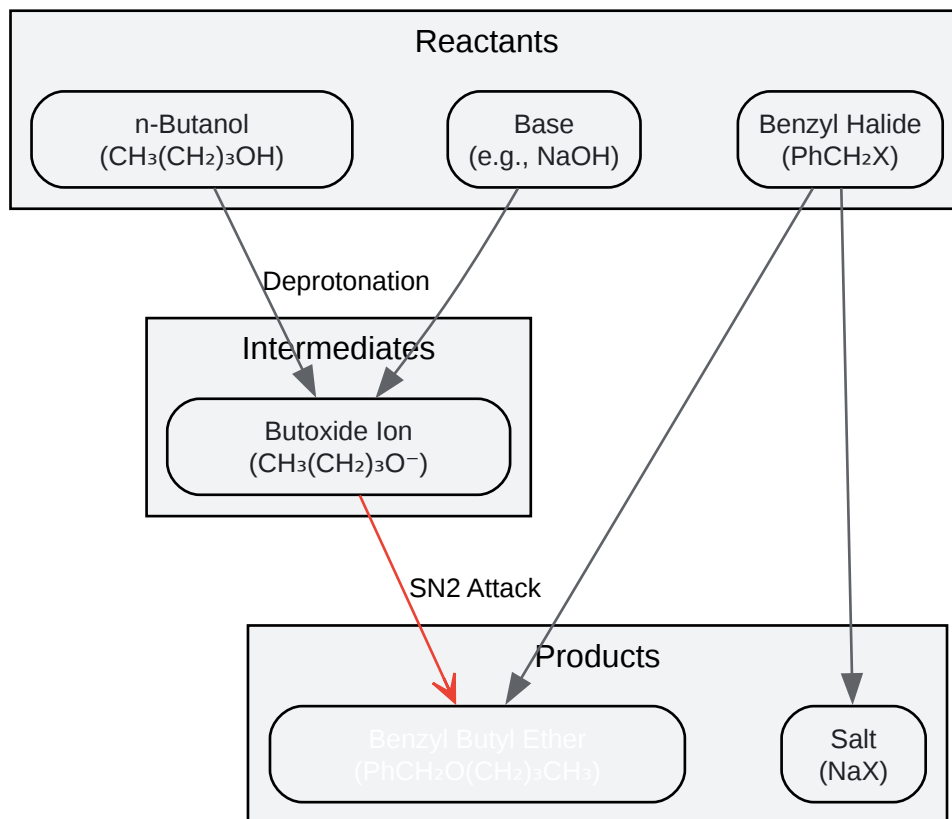 Reactants
n-Butanol
(CH₃(CH₂)₃OH)
Base
(e.g., NaOH)
Benzyl Halide
(PhCH₂X)
Deprotonation
Intermediates
Butoxide Ion
(CH₃(CH₂)₃O⁻)
SN2 Attack
Products
Benzyl Butyl Ether
(PhCH₂O(CH₂)₃CH₃)
Salt
(NaX)